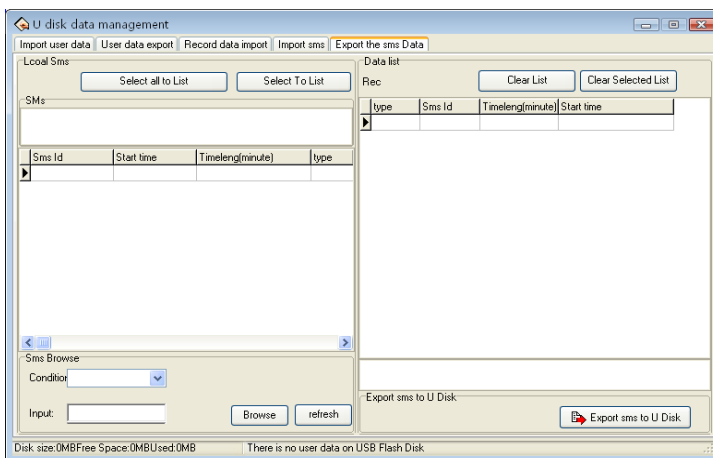 U disk data management
Import user data User data export Record data import Import sms Export the sms Data
Lcoal Sms
Select all to List Select To List
SMs
Sms Id Start time Timeleng(minute) type
Sms Browse
Condition
Input:
Browse refresh
Data list
Rec Clear List Clear Selected List
type Sms Id Timeleng(minute) Start time
Export sms to U Disk
Export sms to U Disk
Disk size:0MBFree Space:0MBUsed:0MB There is no user data on USB Flash Disk